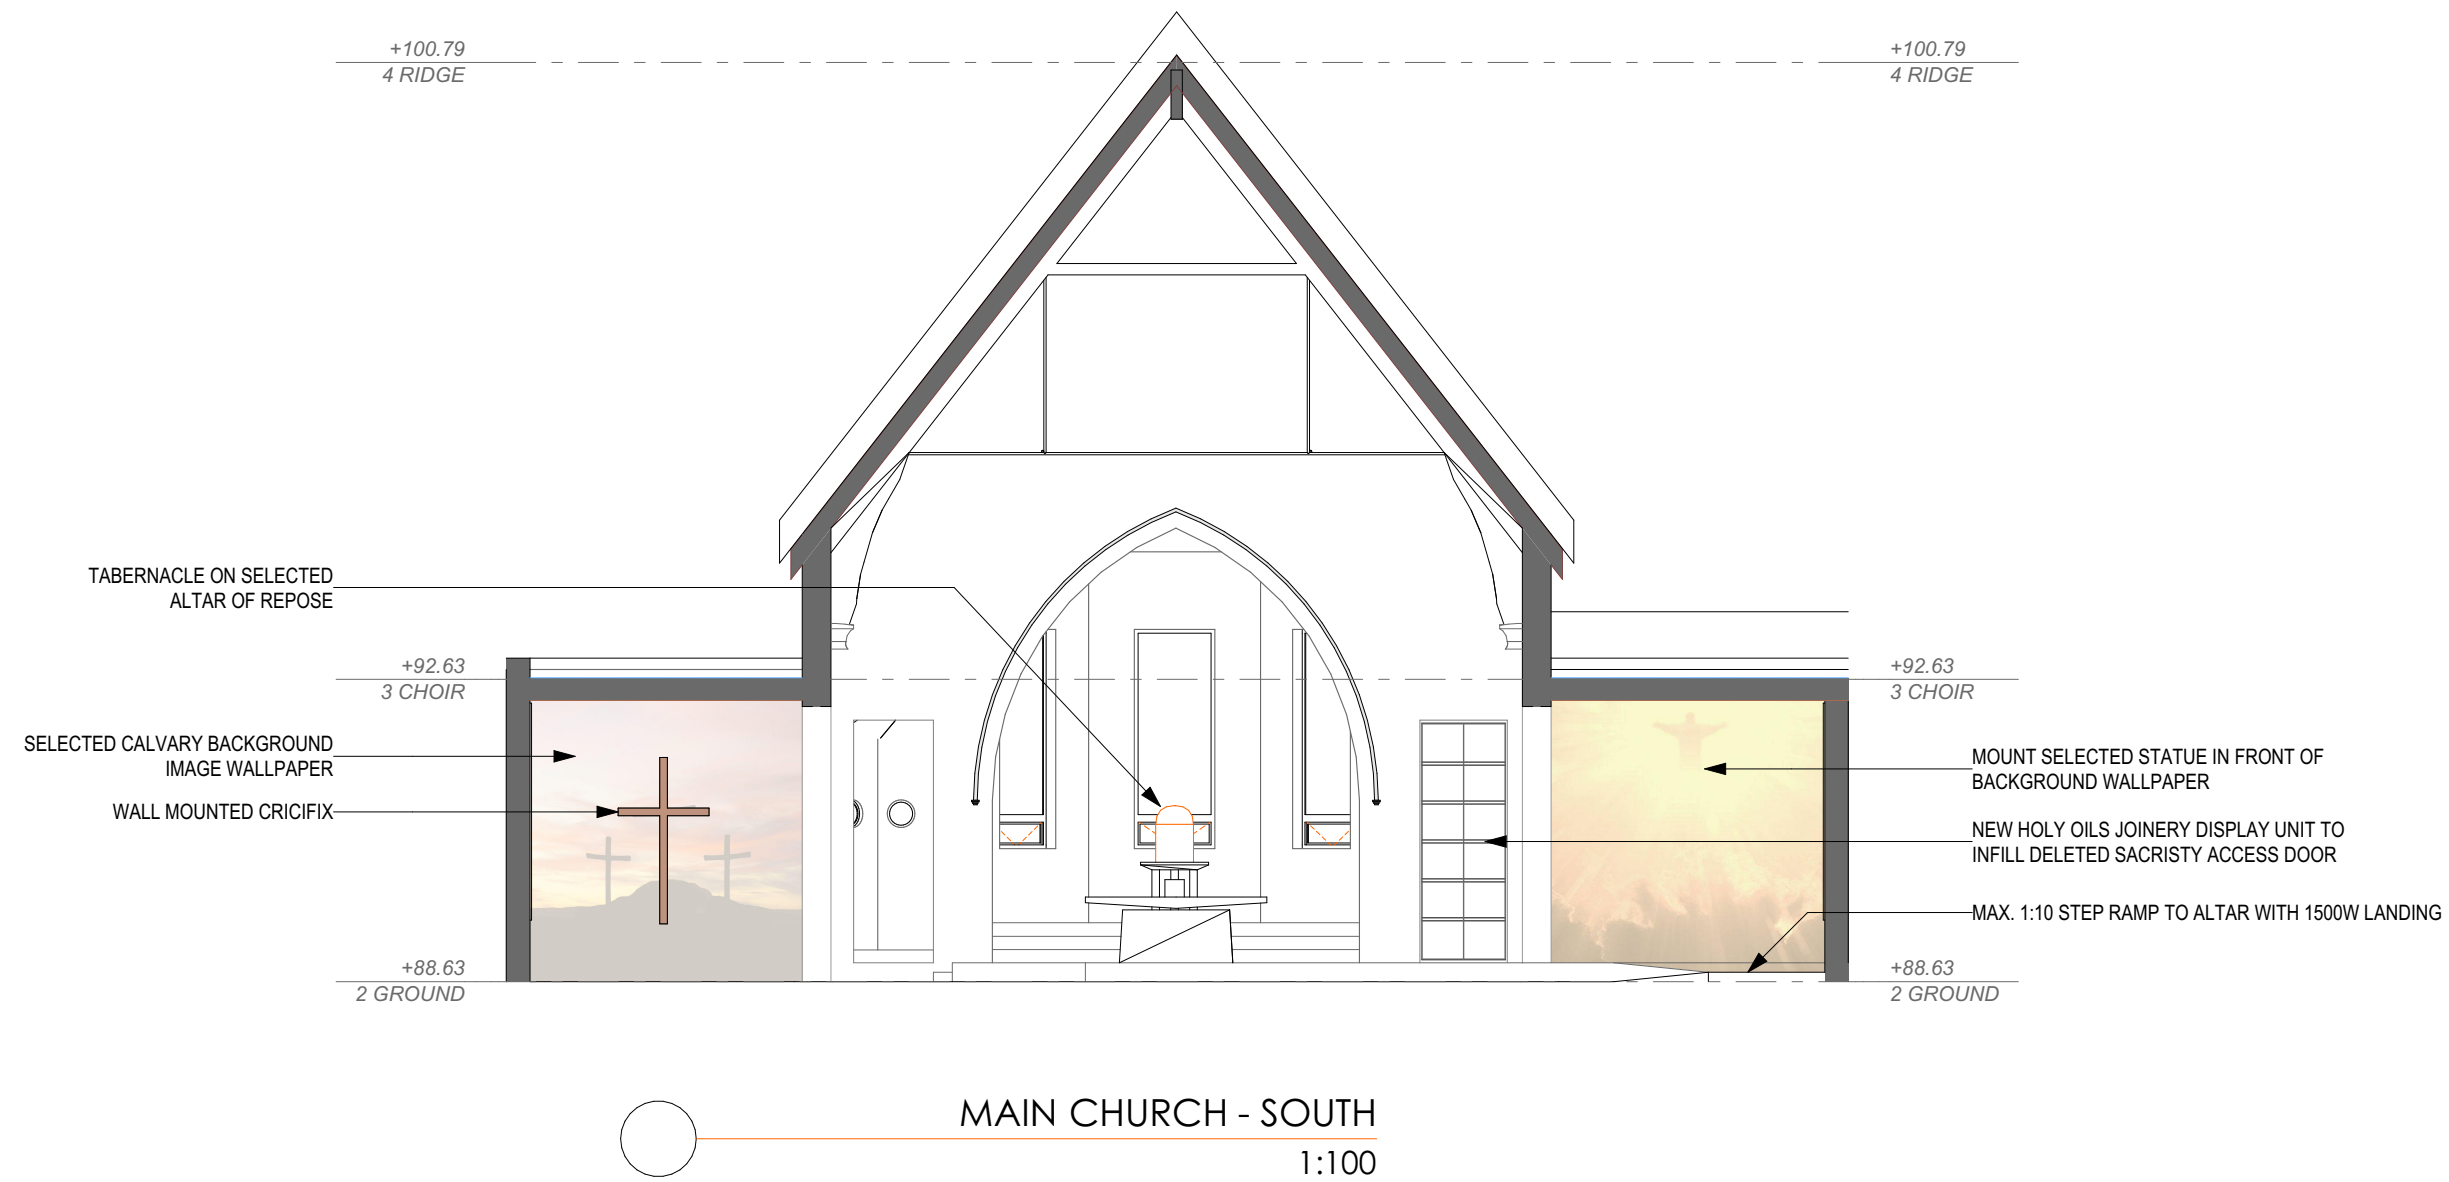 +100.79
4 RIDGE
+100.79
4 RIDGE
TABERNACLE ON SELECTED
ALTAR OF REPOSE
+92.63
3 CHOIR
+92.63
3 CHOIR
SELECTED CALVARY BACKGROUND
IMAGE WALLPAPER
WALL MOUNTED CRICIFIX
MOUNT SELECTED STATUE IN FRONT OF
BACKGROUND WALLPAPER
NEW HOLY OILS JOINERY DISPLAY UNIT TO
INFILL DELETED SACRISTY ACCESS DOOR
MAX. 1:10 STEP RAMP TO ALTAR WITH 1500W LANDING
+88.63
2 GROUND
+88.63
2 GROUND
MAIN CHURCH - SOUTH
1:100